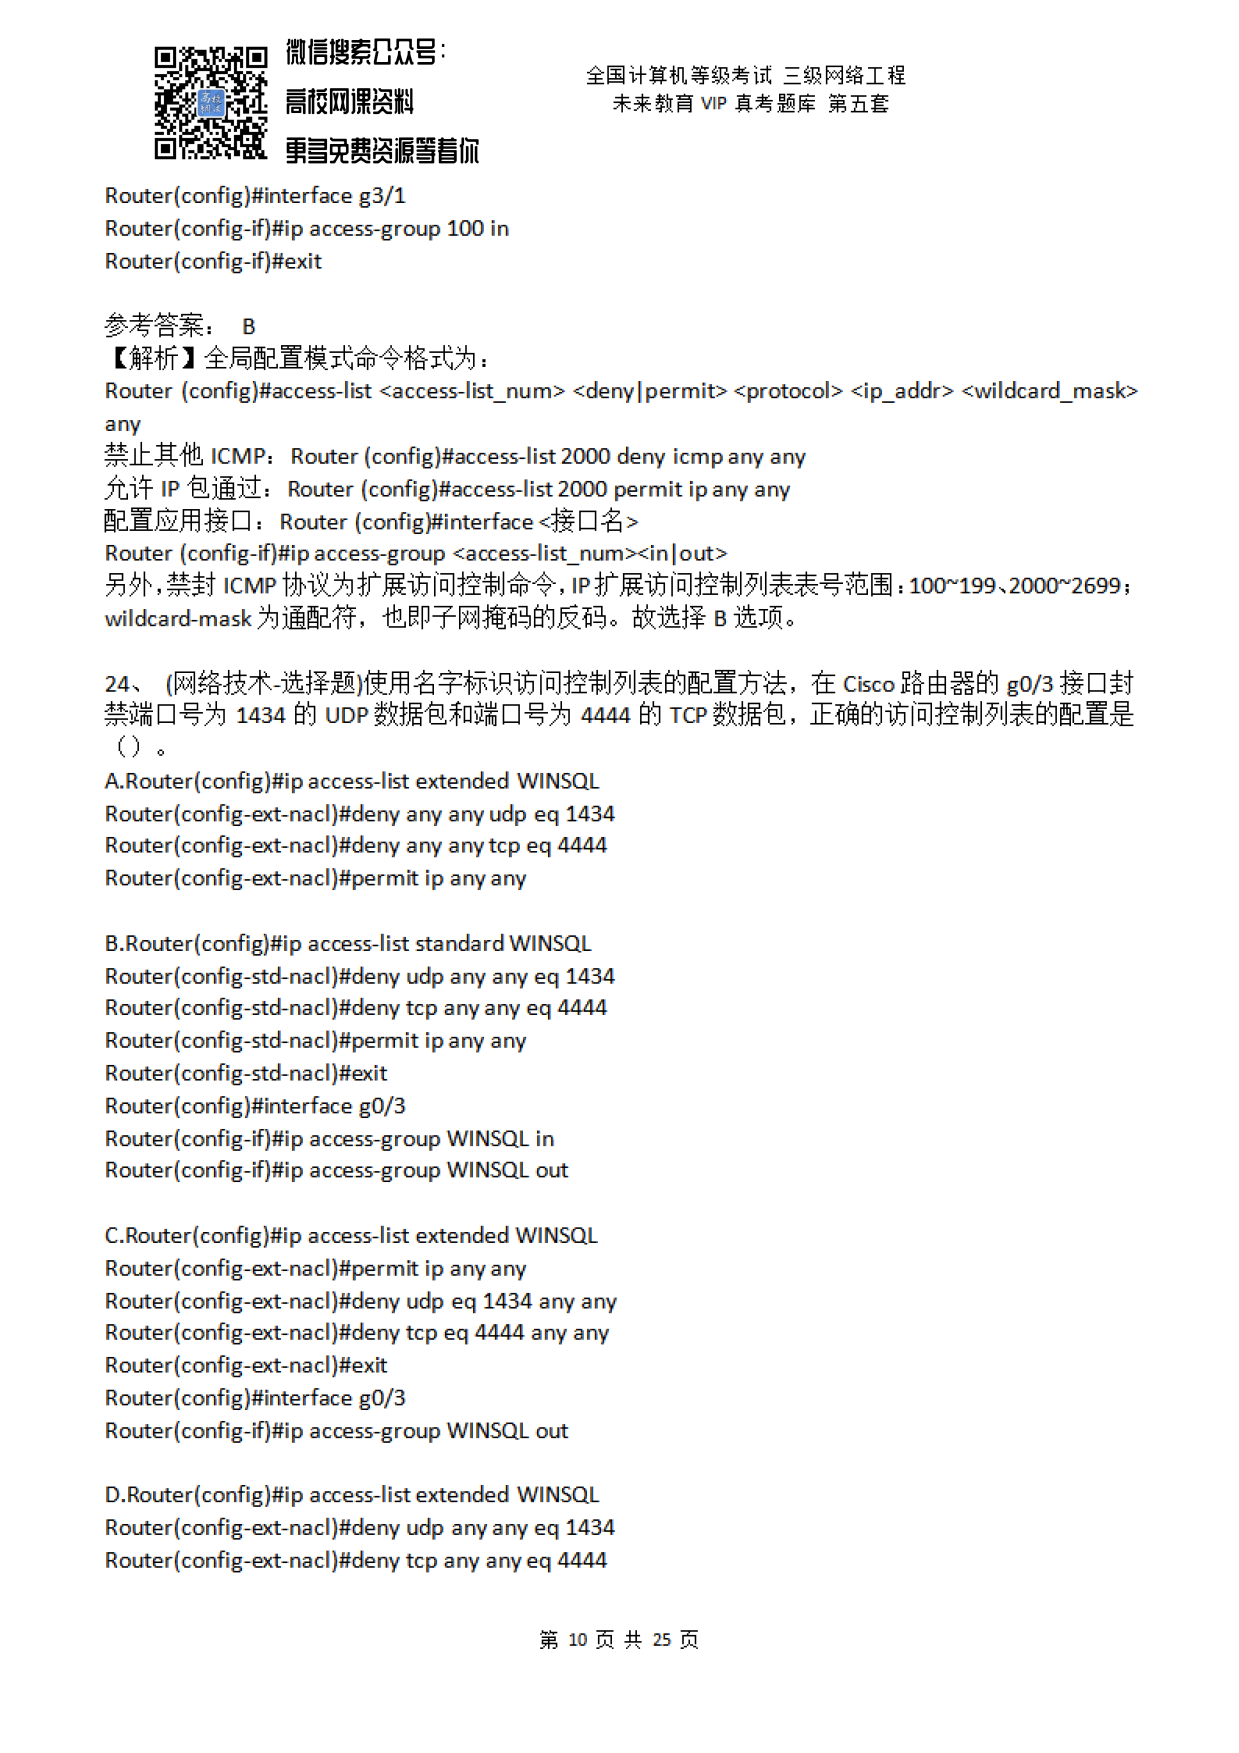 微信搜索公众号：
高校网课资料
更多免费资源等着你
全国计算机等级考试 三级网络工程
未来教育 VIP 真考题库 第五套
Router(config)#interface g3/1
Router(config-if)#ip access-group 100 in
Router(config-if)#exit
参考答案： B
【解析】全局配置模式命令格式为：
Router (config)#access-list <access-list_num> <deny|permit> <protocol> <ip_addr> <wildcard_mask>
any
禁止其他 ICMP：Router (config)#access-list 2000 deny icmp any any
允许 IP 包通过：Router (config)#access-list 2000 permit ip any any
配置应用接口：Router (config)#interface <接口名>
Router (config-if)#ip access-group <access-list_num><in|out>
另外，禁封 ICMP 协议为扩展访问控制命令，IP 扩展访问控制列表表号范围：100~199、2000~2699；
wildcard-mask 为通配符，也即子网掩码的反码。故选择 B 选项。
24、 (网络技术-选择题)使用名字标识访问控制列表的配置方法，在 Cisco 路由器的 g0/3 接口封
禁端口号为 1434 的 UDP 数据包和端口号为 4444 的 TCP 数据包，正确的访问控制列表的配置是
（）。
A.Router(config)#ip access-list extended WINSQL
Router(config-ext-nacl)#deny any any udp eq 1434
Router(config-ext-nacl)#deny any any tcp eq 4444
Router(config-ext-nacl)#permit ip any any
B.Router(config)#ip access-list standard WINSQL
Router(config-std-nacl)#deny udp any any eq 1434
Router(config-std-nacl)#deny tcp any any eq 4444
Router(config-std-nacl)#permit ip any any
Router(config-std-nacl)#exit
Router(config)#interface g0/3
Router(config-if)#ip access-group WINSQL in
Router(config-if)#ip access-group WINSQL out
C.Router(config)#ip access-list extended WINSQL
Router(config-ext-nacl)#permit ip any any
Router(config-ext-nacl)#deny udp eq 1434 any any
Router(config-ext-nacl)#deny tcp eq 4444 any any
Router(config-ext-nacl)#exit
Router(config)#interface g0/3
Router(config-if)#ip access-group WINSQL out
D.Router(config)#ip access-list extended WINSQL
Router(config-ext-nacl)#deny udp any any eq 1434
Router(config-ext-nacl)#deny tcp any any eq 4444
第 10 页 共 25 页